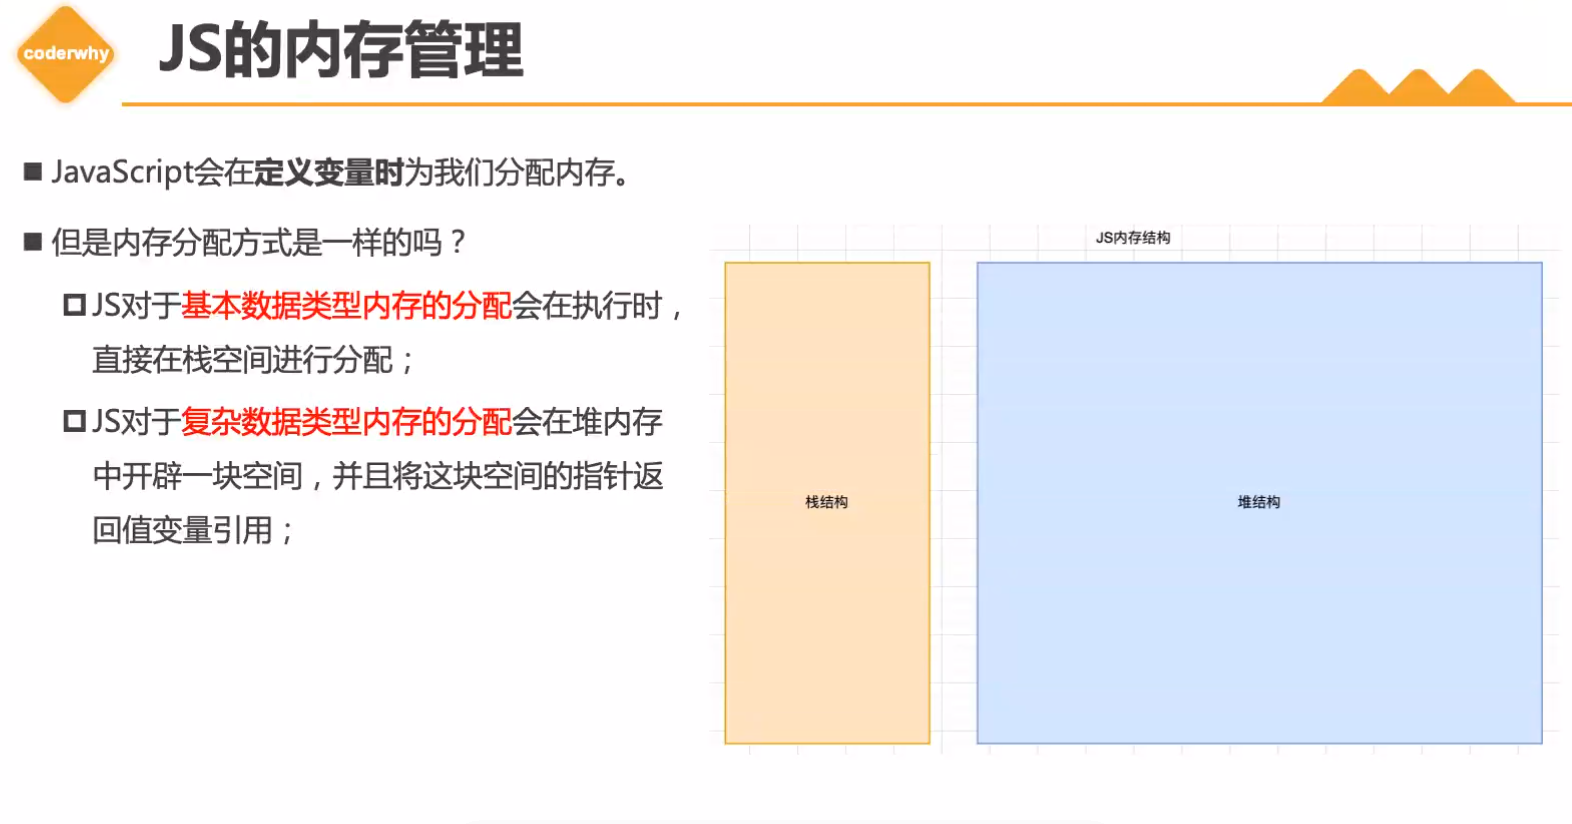 coderwhy
JS的内存管理
JavaScript会在定义变量时为我们分配内存。
但是内存分配方式是一样的吗？
JS对于基本数据类型内存的分配会在执行时，
直接在栈空间进行分配；
JS对于复杂数据类型内存的分配会在堆内存
中开辟一块空间，并且将这块空间的指针返
回值变量引用；
JS内存结构
栈结构
堆结构